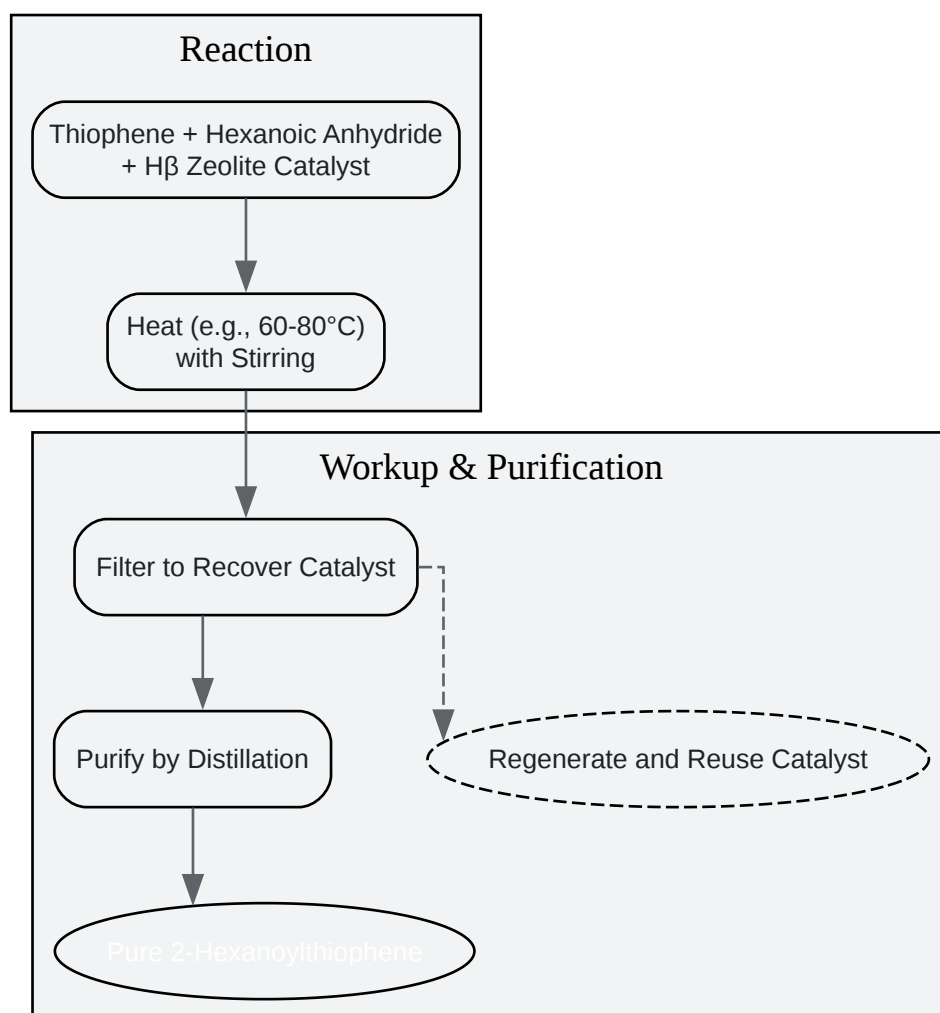 Reaction
Thiophene + Hexanoic Anhydride
+ Hβ Zeolite Catalyst
Heat (e.g., 60-80°C)
with Stirring
Workup & Purification
Filter to Recover Catalyst
Purify by Distillation
Regenerate and Reuse Catalyst
Pure 2-Hexanoylthiophene